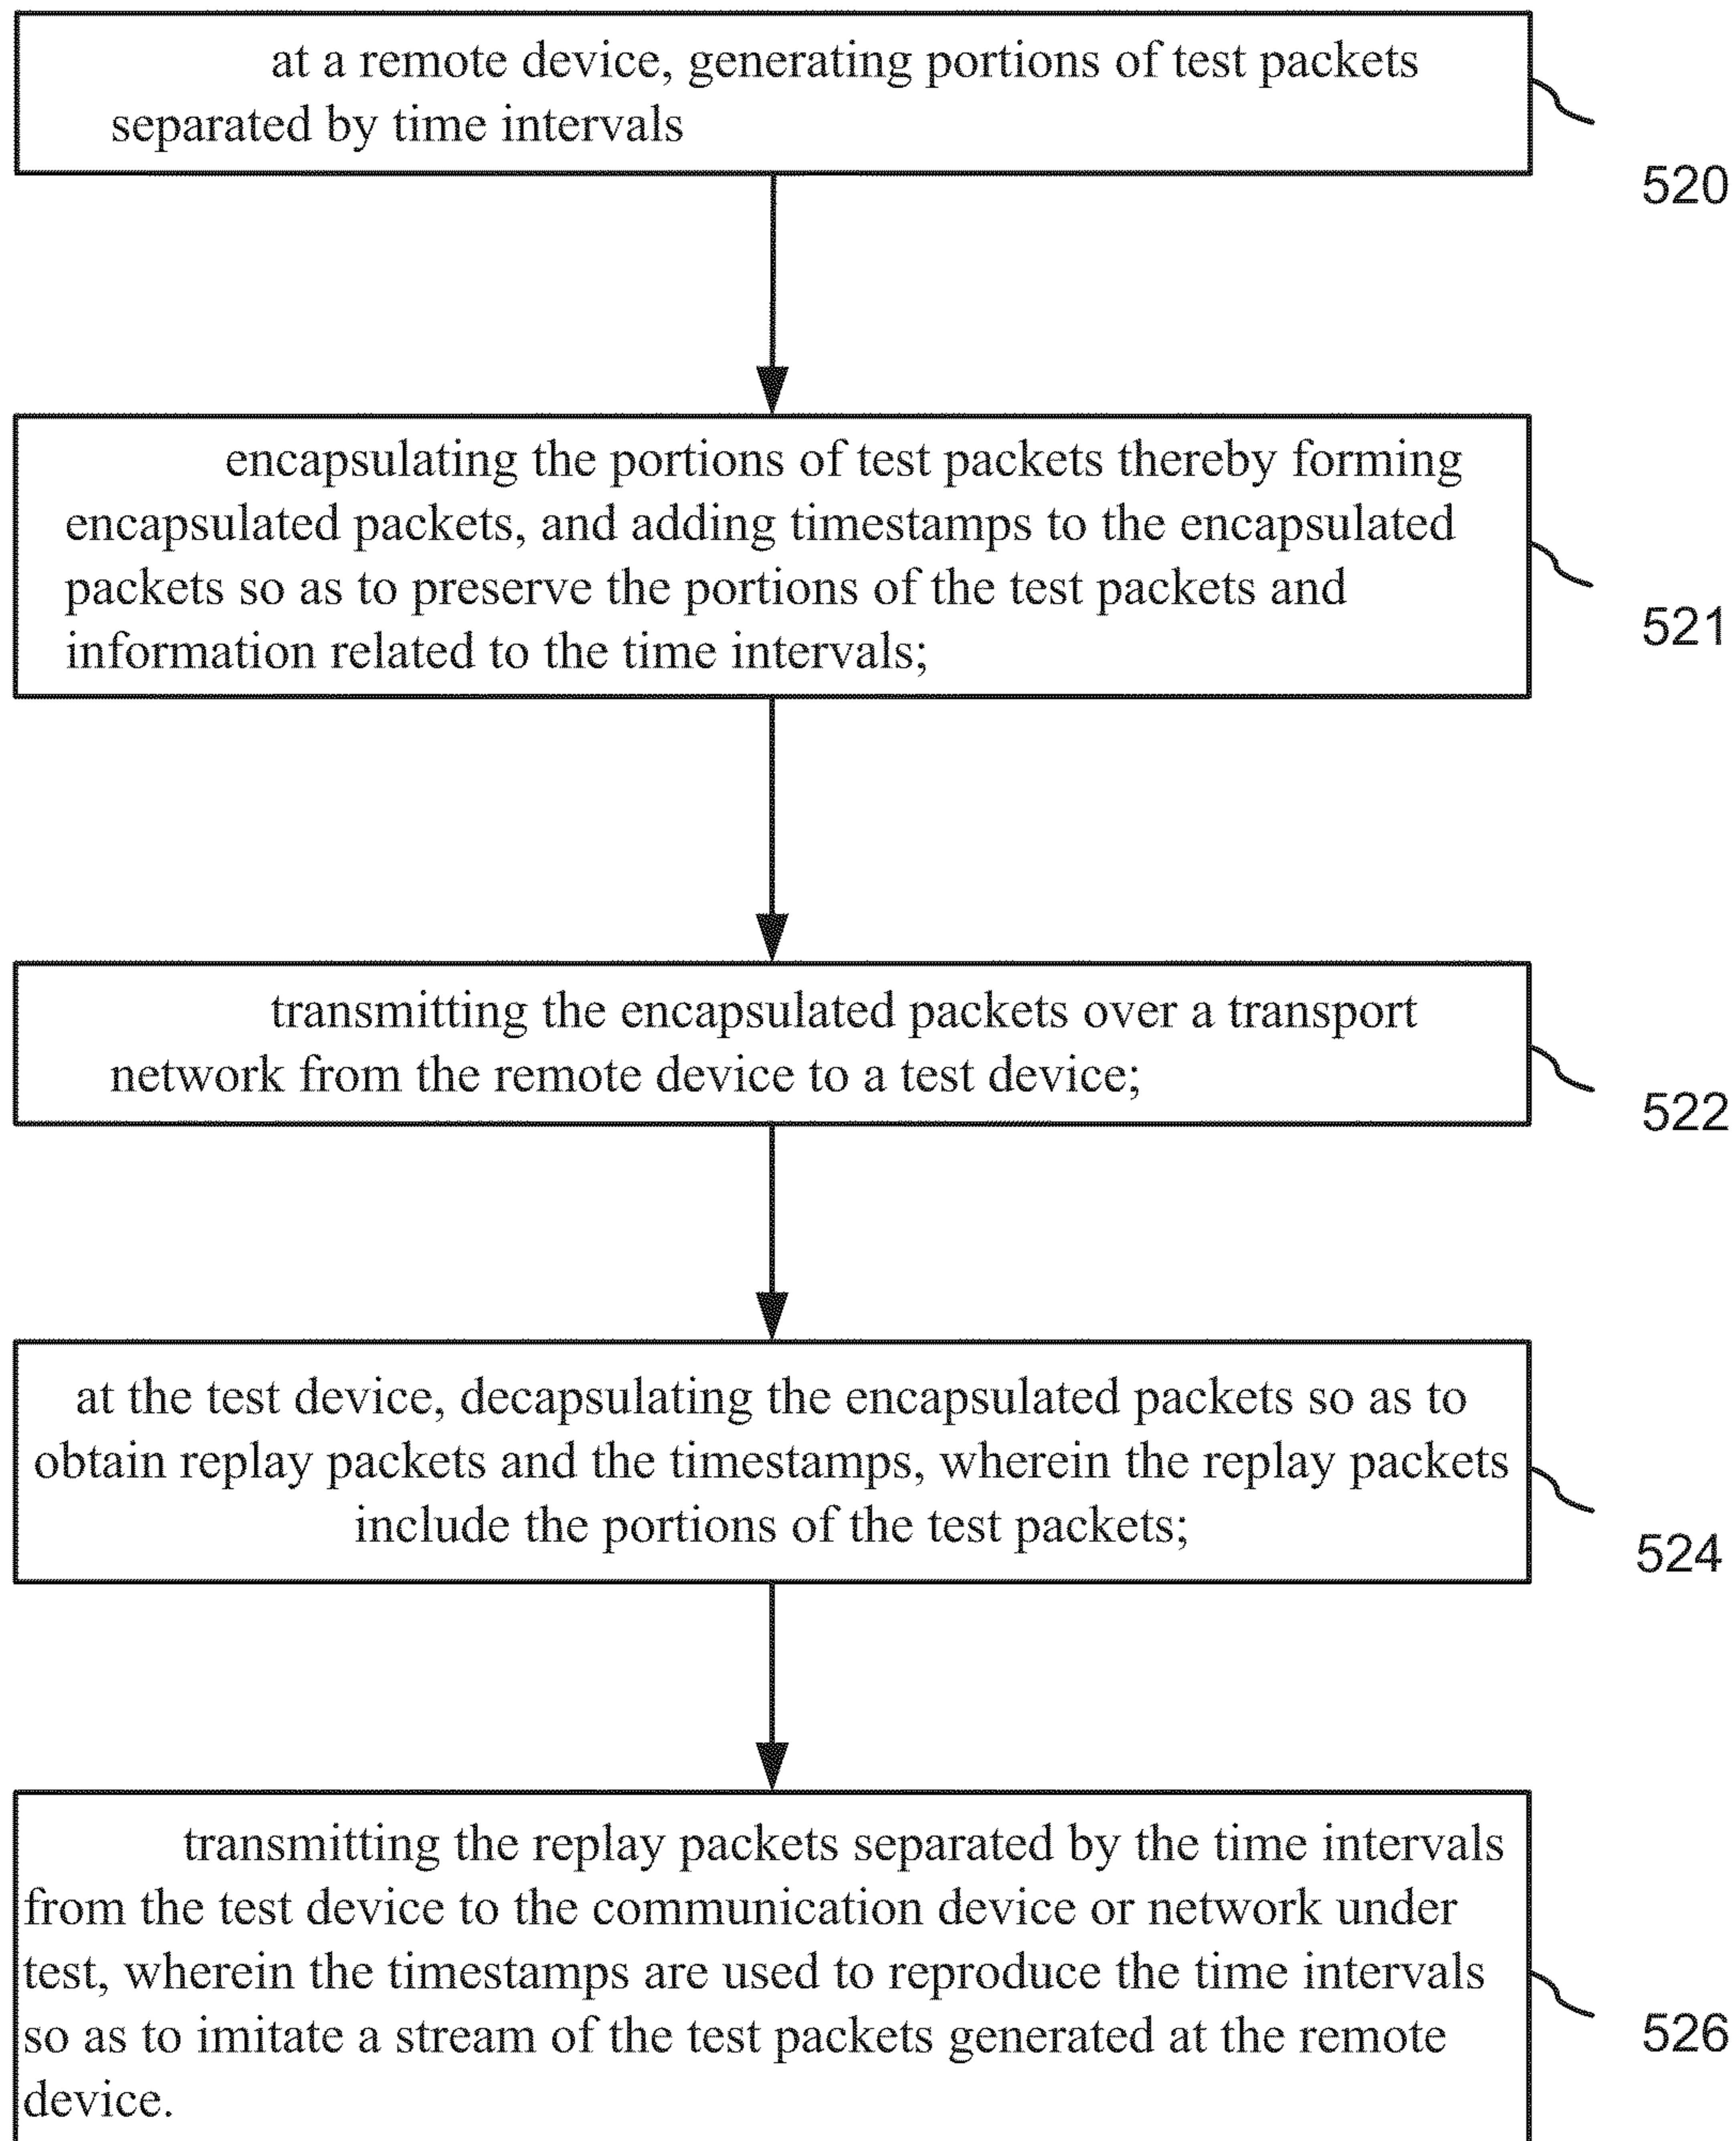 at a remote device, generating portions of test packets
separated by time intervals
520
encapsulating the portions of test packets thereby forming
encapsulated packets, and adding timestamps to the encapsulated
packets so as to preserve the portions of the test packets and
information related to the time intervals;
521
transmitting the encapsulated packets over a transport
network from the remote device to a test device;
522
at the test device, decapsulating the encapsulated packets so as to
obtain replay packets and the timestamps, wherein the replay packets
include the portions of the test packets;
524
transmitting the replay packets separated by the time intervals
from the test device to the communication device or network under
test, wherein the timestamps are used to reproduce the time intervals
so as to imitate a stream of the test packets generated at the remote
device.
526